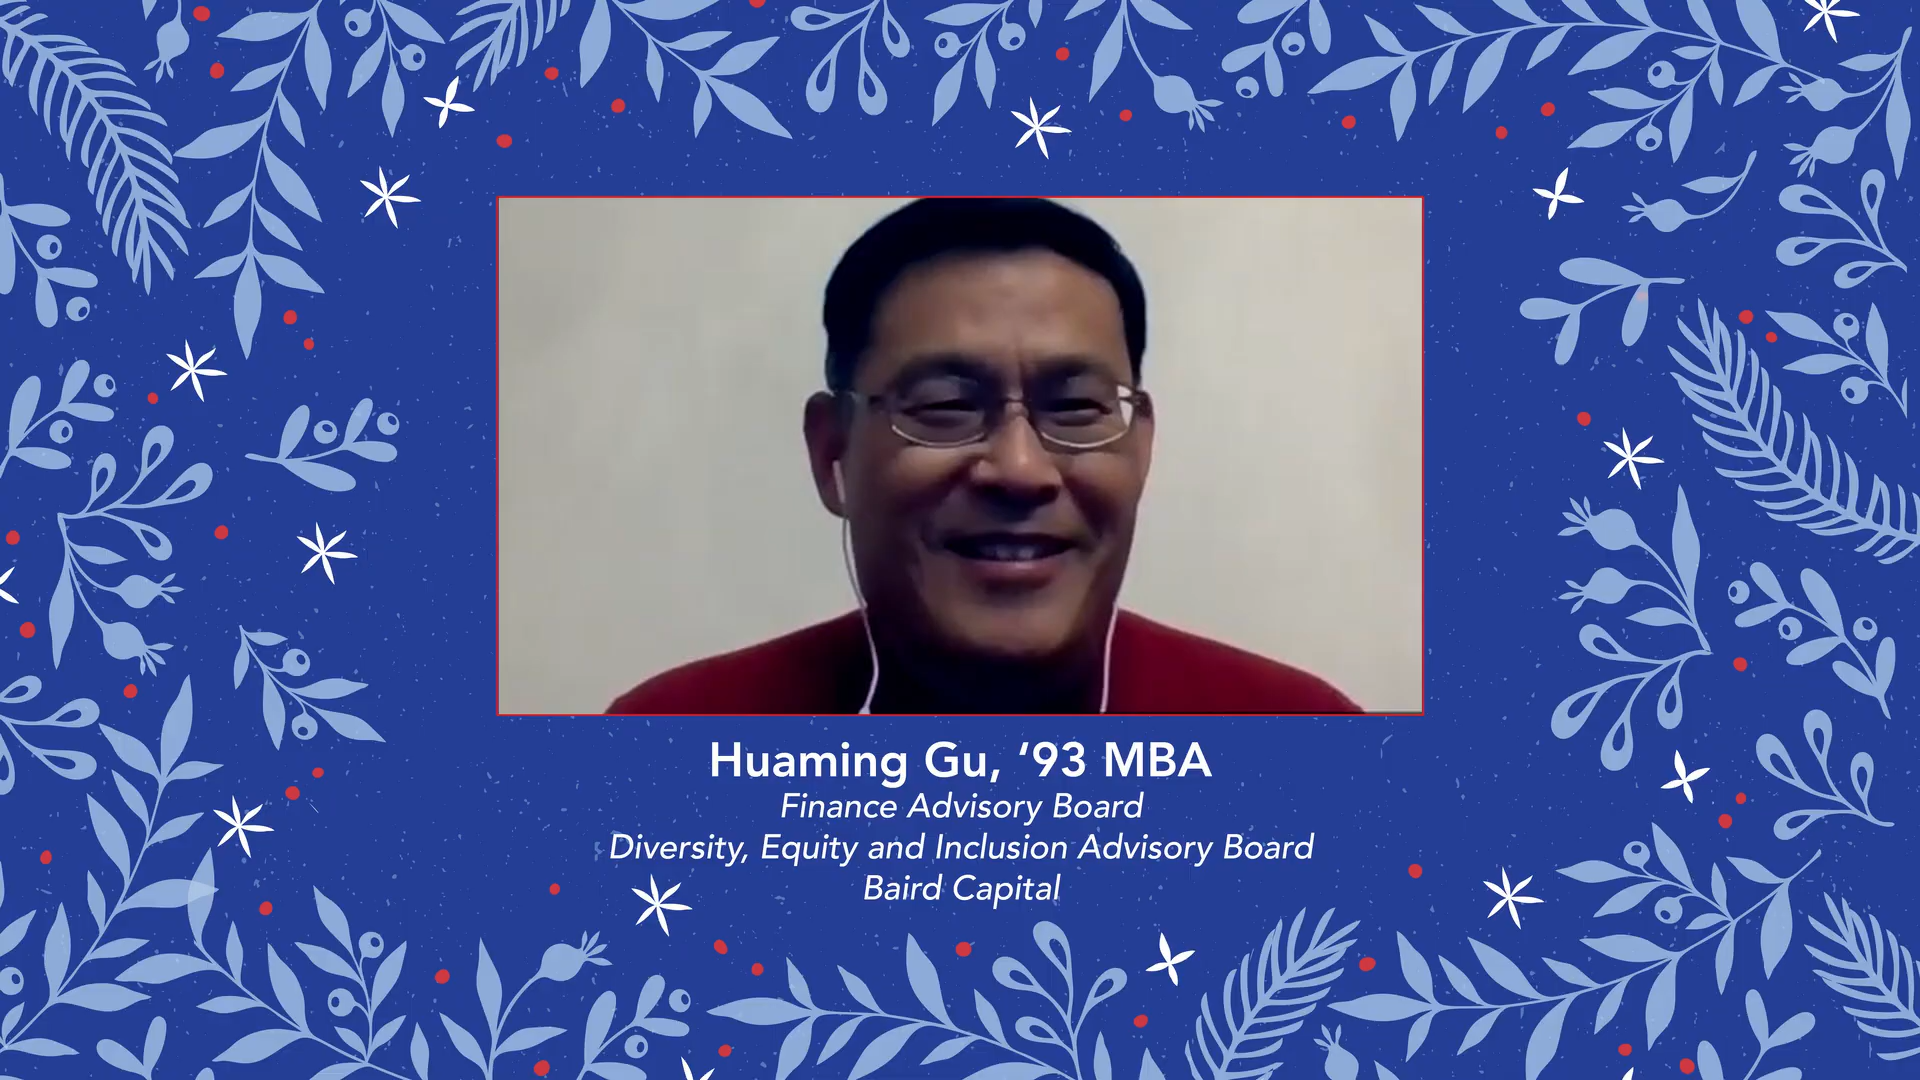 Huaming Gu, ‘93 MBA
Finance Advisory Board
Diversity, Equity and Inclusion Advisory Board
Baird Capital